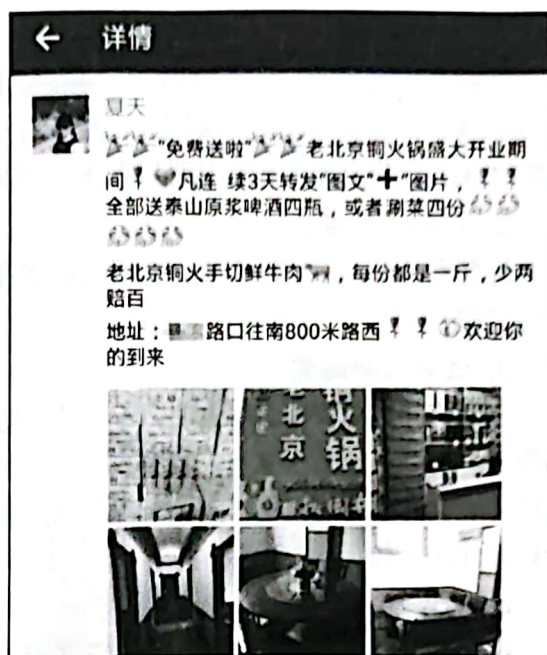 详情
夏天
"免费送啦" 老北京铜火锅盛大开业期
间 凡连 续3天转发"图文"+"图片，
全部送泰山原浆啤酒四瓶，或者涮菜四份
老北京铜火手切鲜牛肉，每份都是一斤，少两
赔百
地址： 路口往南800米路西 欢迎你
的到来
老北京
铜火锅